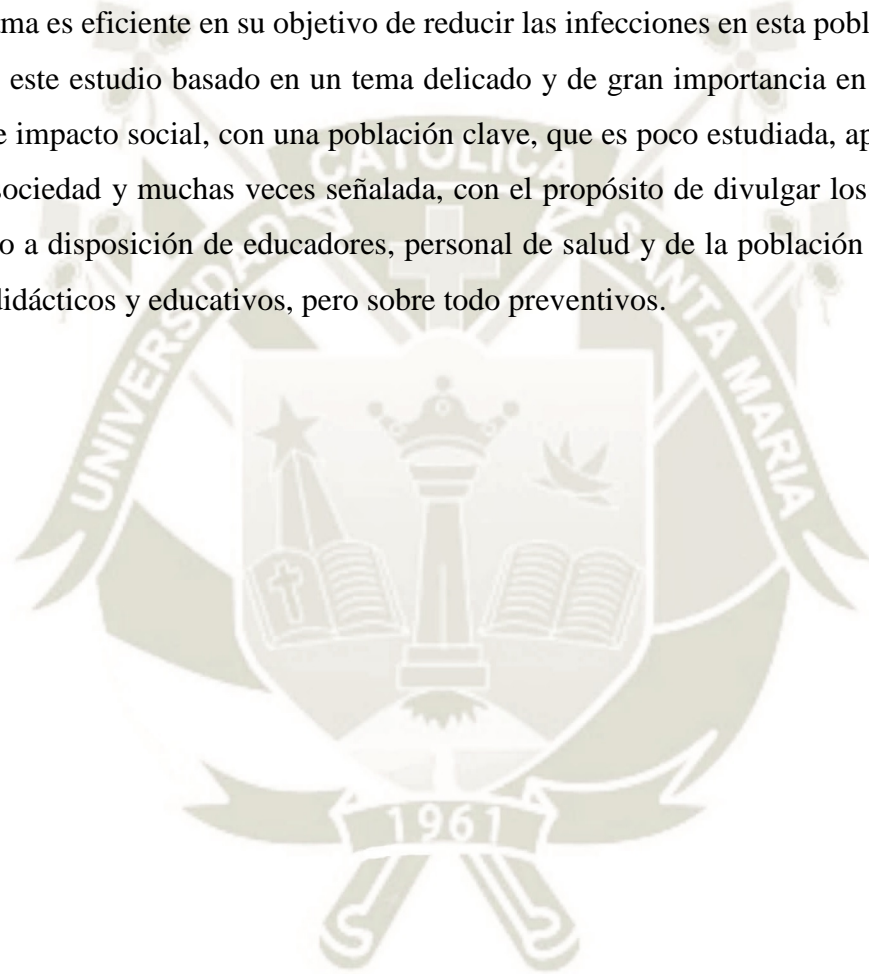 ma es eficiente en su objetivo de reducir las infecciones en esta pobl
este estudio basado en un tema delicado y de gran importancia en
e impacto social, con una población clave, que es poco estudiada, ap
sociedad y muchas veces señalada, con el propósito de divulgar los
o a disposición de educadores, personal de salud y de la población
didácticos y educativos, pero sobre todo preventivos.
UNIVERSIDAD CATOLICA SANTA MARIA
1961